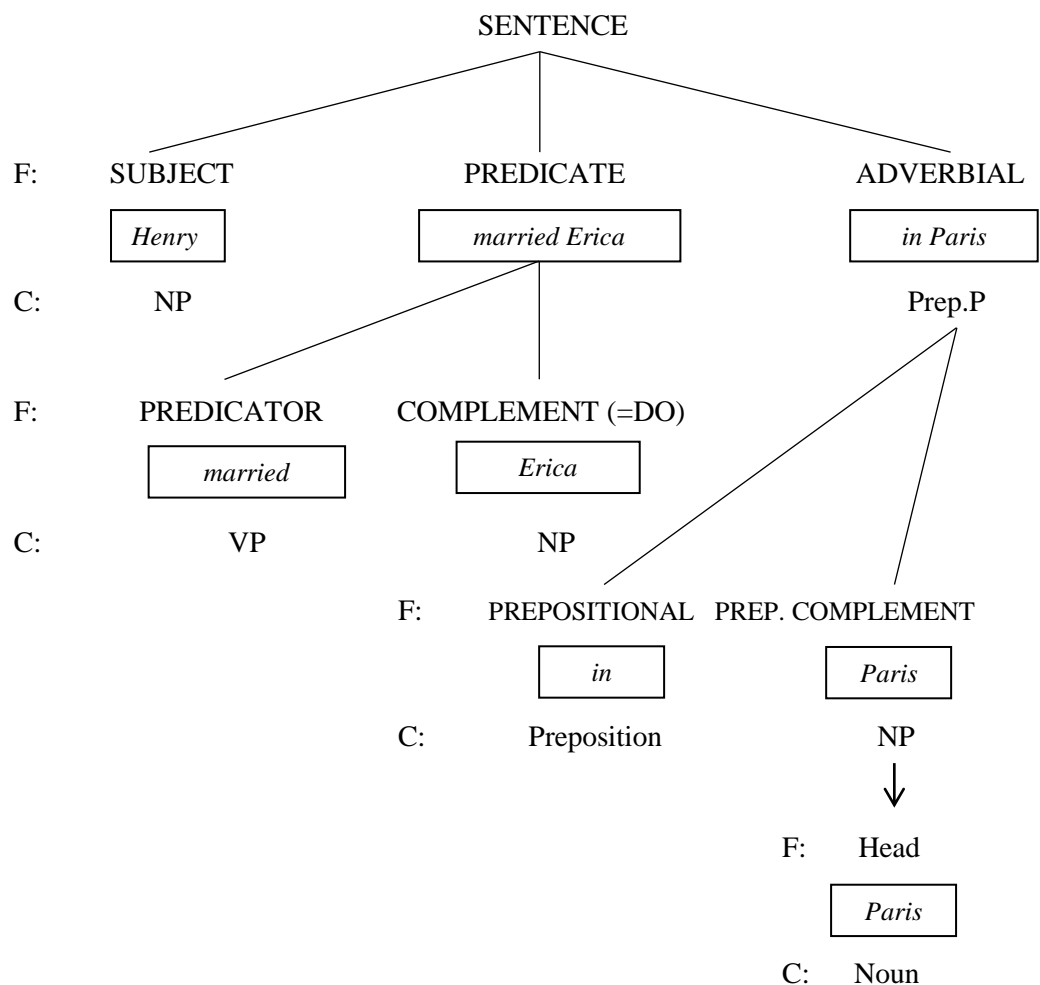 SENTENCE
F: SUBJECT PREDICATE ADVERBIAL
Henry married Erica in Paris
C: NP Prep.P
F: PREDICATOR COMPLEMENT (=DO)
married Erica
C: VP NP
F: PREPOSITIONAL PREP. COMPLEMENT
in Paris
C: Preposition NP
F: Head
Paris
C: Noun